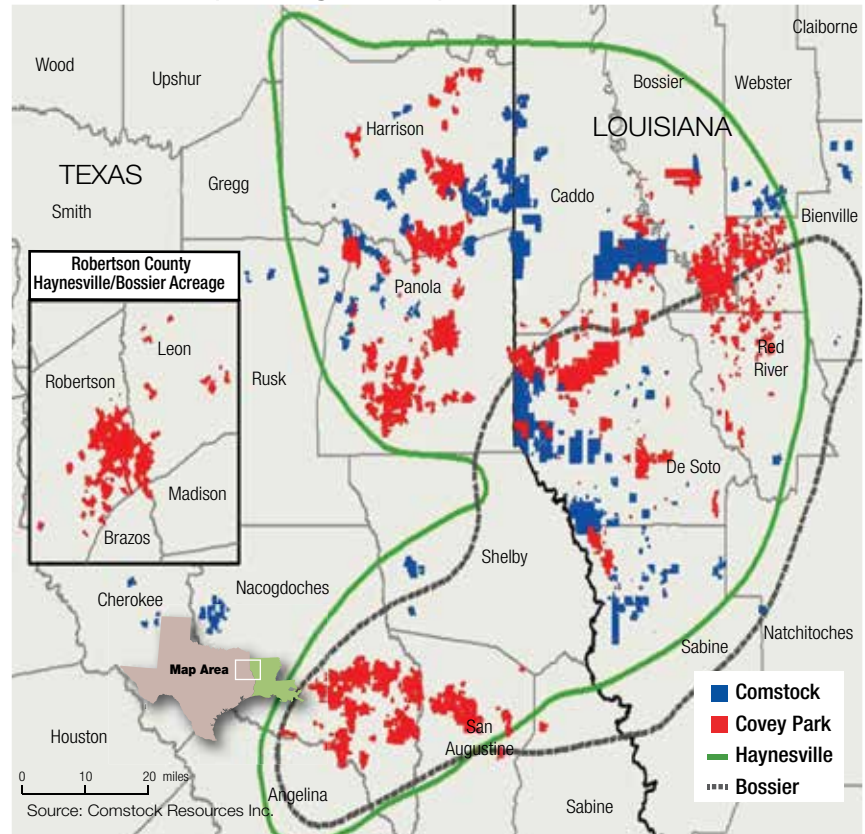 Claiborne
Wood
Upshur
Bossier
Webster
Harrison
LOUISIANA
TEXAS
Gregg
Caddo
Smith
Bienville
Robertson County
Haynesville/Bossier Acreage
Panola
Leon
Robertson
Rusk
Red
River
De Soto
Madison
Brazos
Shelby
Cherokee
Nacogdoches
Natchitoches
Sabine
Map Area
Comstock
Covey Park
Haynesville
Bossier
San
Augustine
Houston
0 10 20 miles
Angelina
Sabine
Source: Comstock Resources Inc.